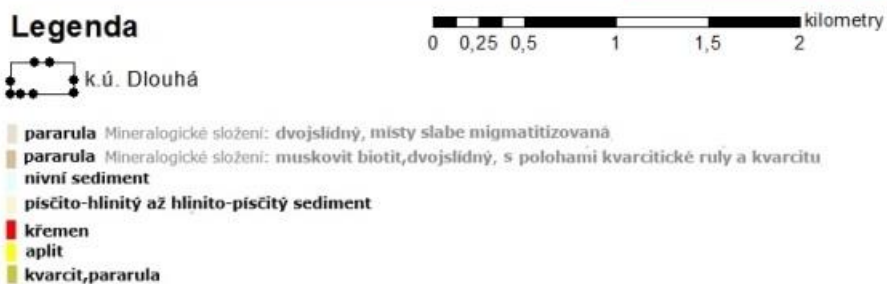 Legenda
kilometry
0 0,25 0,5 1 1,5 2
k.ú. Dlouhá
pararula Mineralogické složení: dvojslídný, místy slabe migmatitizovaná
pararula Mineralogické složení: muskovit biotit,dvojslídný, s polohami kvarcitické ruly a kvarcitu
nivní sediment
písčito-hlinitý až hlinito-písčitý sediment
křemen
aplit
kvarcit,pararula